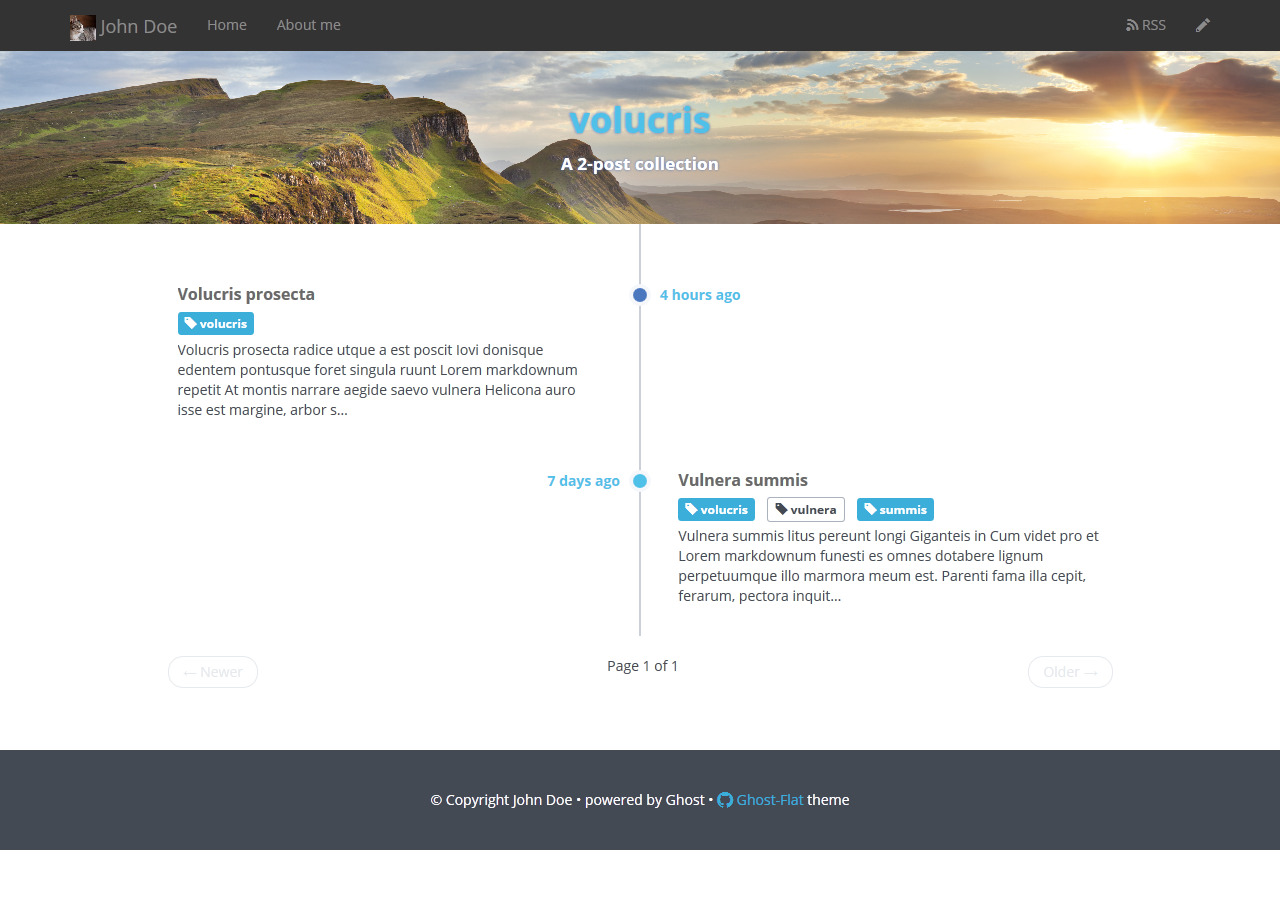 John Doe Home About me RSS
volucris
A 2-post collection
Volucris prosecta
4 hours ago
volucris
Volucris prosecta radice utque a est poscit Iovi donisque
edentem pontusque foret singula ruunt Lorem markdownum
repetit At montis narrare aegide saevo vulnera Helicona auro
isse est margine, arbor s...
7 days ago
Vulnera summis
volucris vulnera summis
Vulnera summis litus pereunt longi Giganteis in Cum videt pro et
Lorem markdownum funesti es omnes dotabere lignum
perpetuumque illo marmora meum est. Parenti fama illa cepit,
ferarum, pectora inquit...
← Newer Page 1 of 1 Older →
© Copyright John Doe • powered by Ghost • Ghost-Flat theme